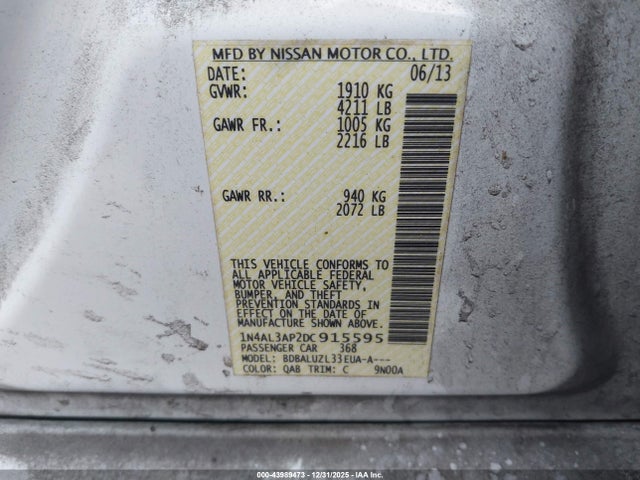 MFD BY NISSAN MOTOR CO., LTD.
DATE: 06/13
GVWR: 1910 KG
4211 LB
GAWR FR.: 1005 KG
2216 LB
GAWR RR.: 940 KG
2072 LB
THIS VEHICLE CONFORMS TO
ALL APPLICABLE FEDERAL
MOTOR VEHICLE SAFETY,
BUMPER, AND THEFT
PREVENTION STANDARDS IN
EFFECT ON THE DATE OF
MANUFACTURE SHOWN ABOVE.
1N4AL3AP2DC915595
PASSENGER CAR 368
MODEL: BDBALUZL33EUA-A---
COLOR: QAB TRIM: C 9N00A
00-43989473 - 12/31/2025 - IAA Inc.